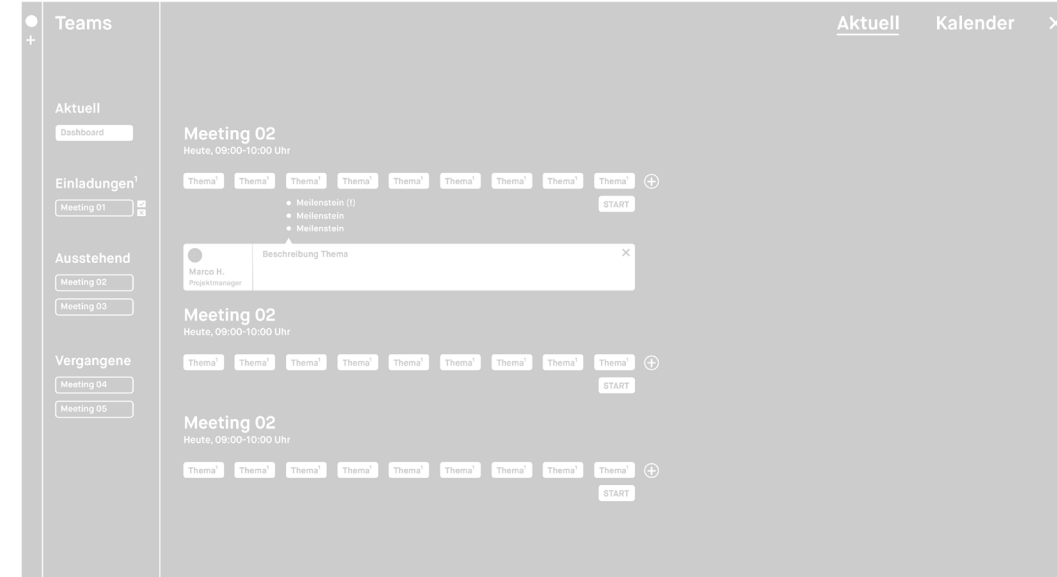 Teams
Aktuell Kalender
Aktuell
Dashboard
Einladungen¹
Meeting 01
Ausstehend
Meeting 02
Meeting 03
Vergangene
Meeting 04
Meeting 05
Meeting 02
Heute, 09:00-10:00 Uhr
Thema¹ Thema¹ Thema¹ Thema¹ Thema¹ Thema¹ Thema¹ Thema¹ Thema¹
START
Meilenstein (!)
Meilenstein
Meilenstein
Marco H.
Projektmanager
Beschreibung Thema
Meeting 02
Heute, 09:00-10:00 Uhr
Thema¹ Thema¹ Thema¹ Thema¹ Thema¹ Thema¹ Thema¹ Thema¹ Thema¹
START
Meeting 02
Heute, 09:00-10:00 Uhr
Thema¹ Thema¹ Thema¹ Thema¹ Thema¹ Thema¹ Thema¹ Thema¹ Thema¹
START